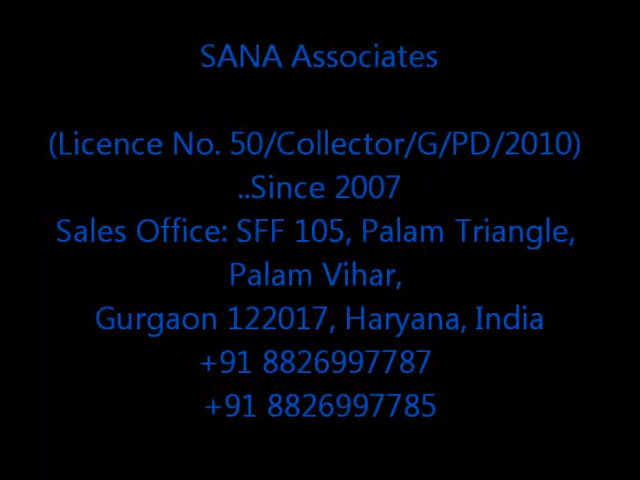 SANA Associates
(Licence No. 50/Collector/G/PD/2010)
..Since 2007
Sales Office: SFF 105, Palam Triangle,
Palam Vihar,
Gurgaon 122017, Haryana, India
+91 8826997787
+91 8826997785